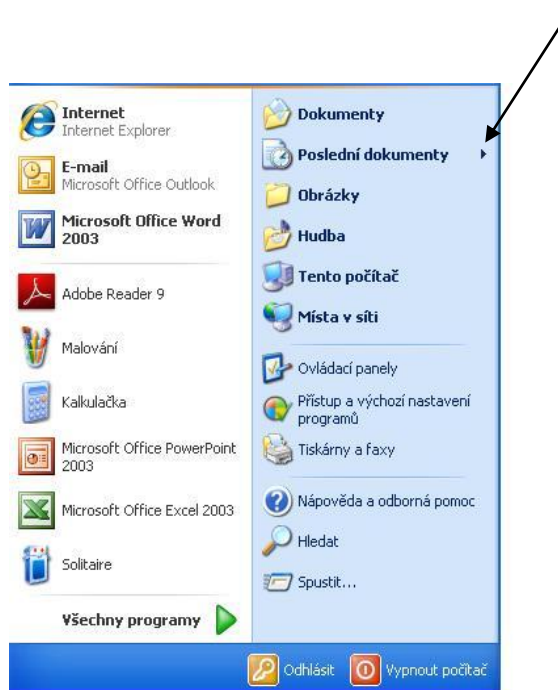 Internet
Internet Explorer
E-mail
Microsoft Office Outlook
Microsoft Office Word
2003
Adobe Reader 9
Malování
Kalkulačka
Microsoft Office PowerPoint
2003
Microsoft Office Excel 2003
Solitaire
Všechny programy
Dokumenty
Poslední dokumenty
Obrázky
Hudba
Tento počítač
Místa v síti
Ovládací panely
Přístup a výchozí nastavení
programů
Tiskárny a faxy
Nápověda a odborná pomoc
Hledat
Spustit...
Odhlásit
Vypnout počítač